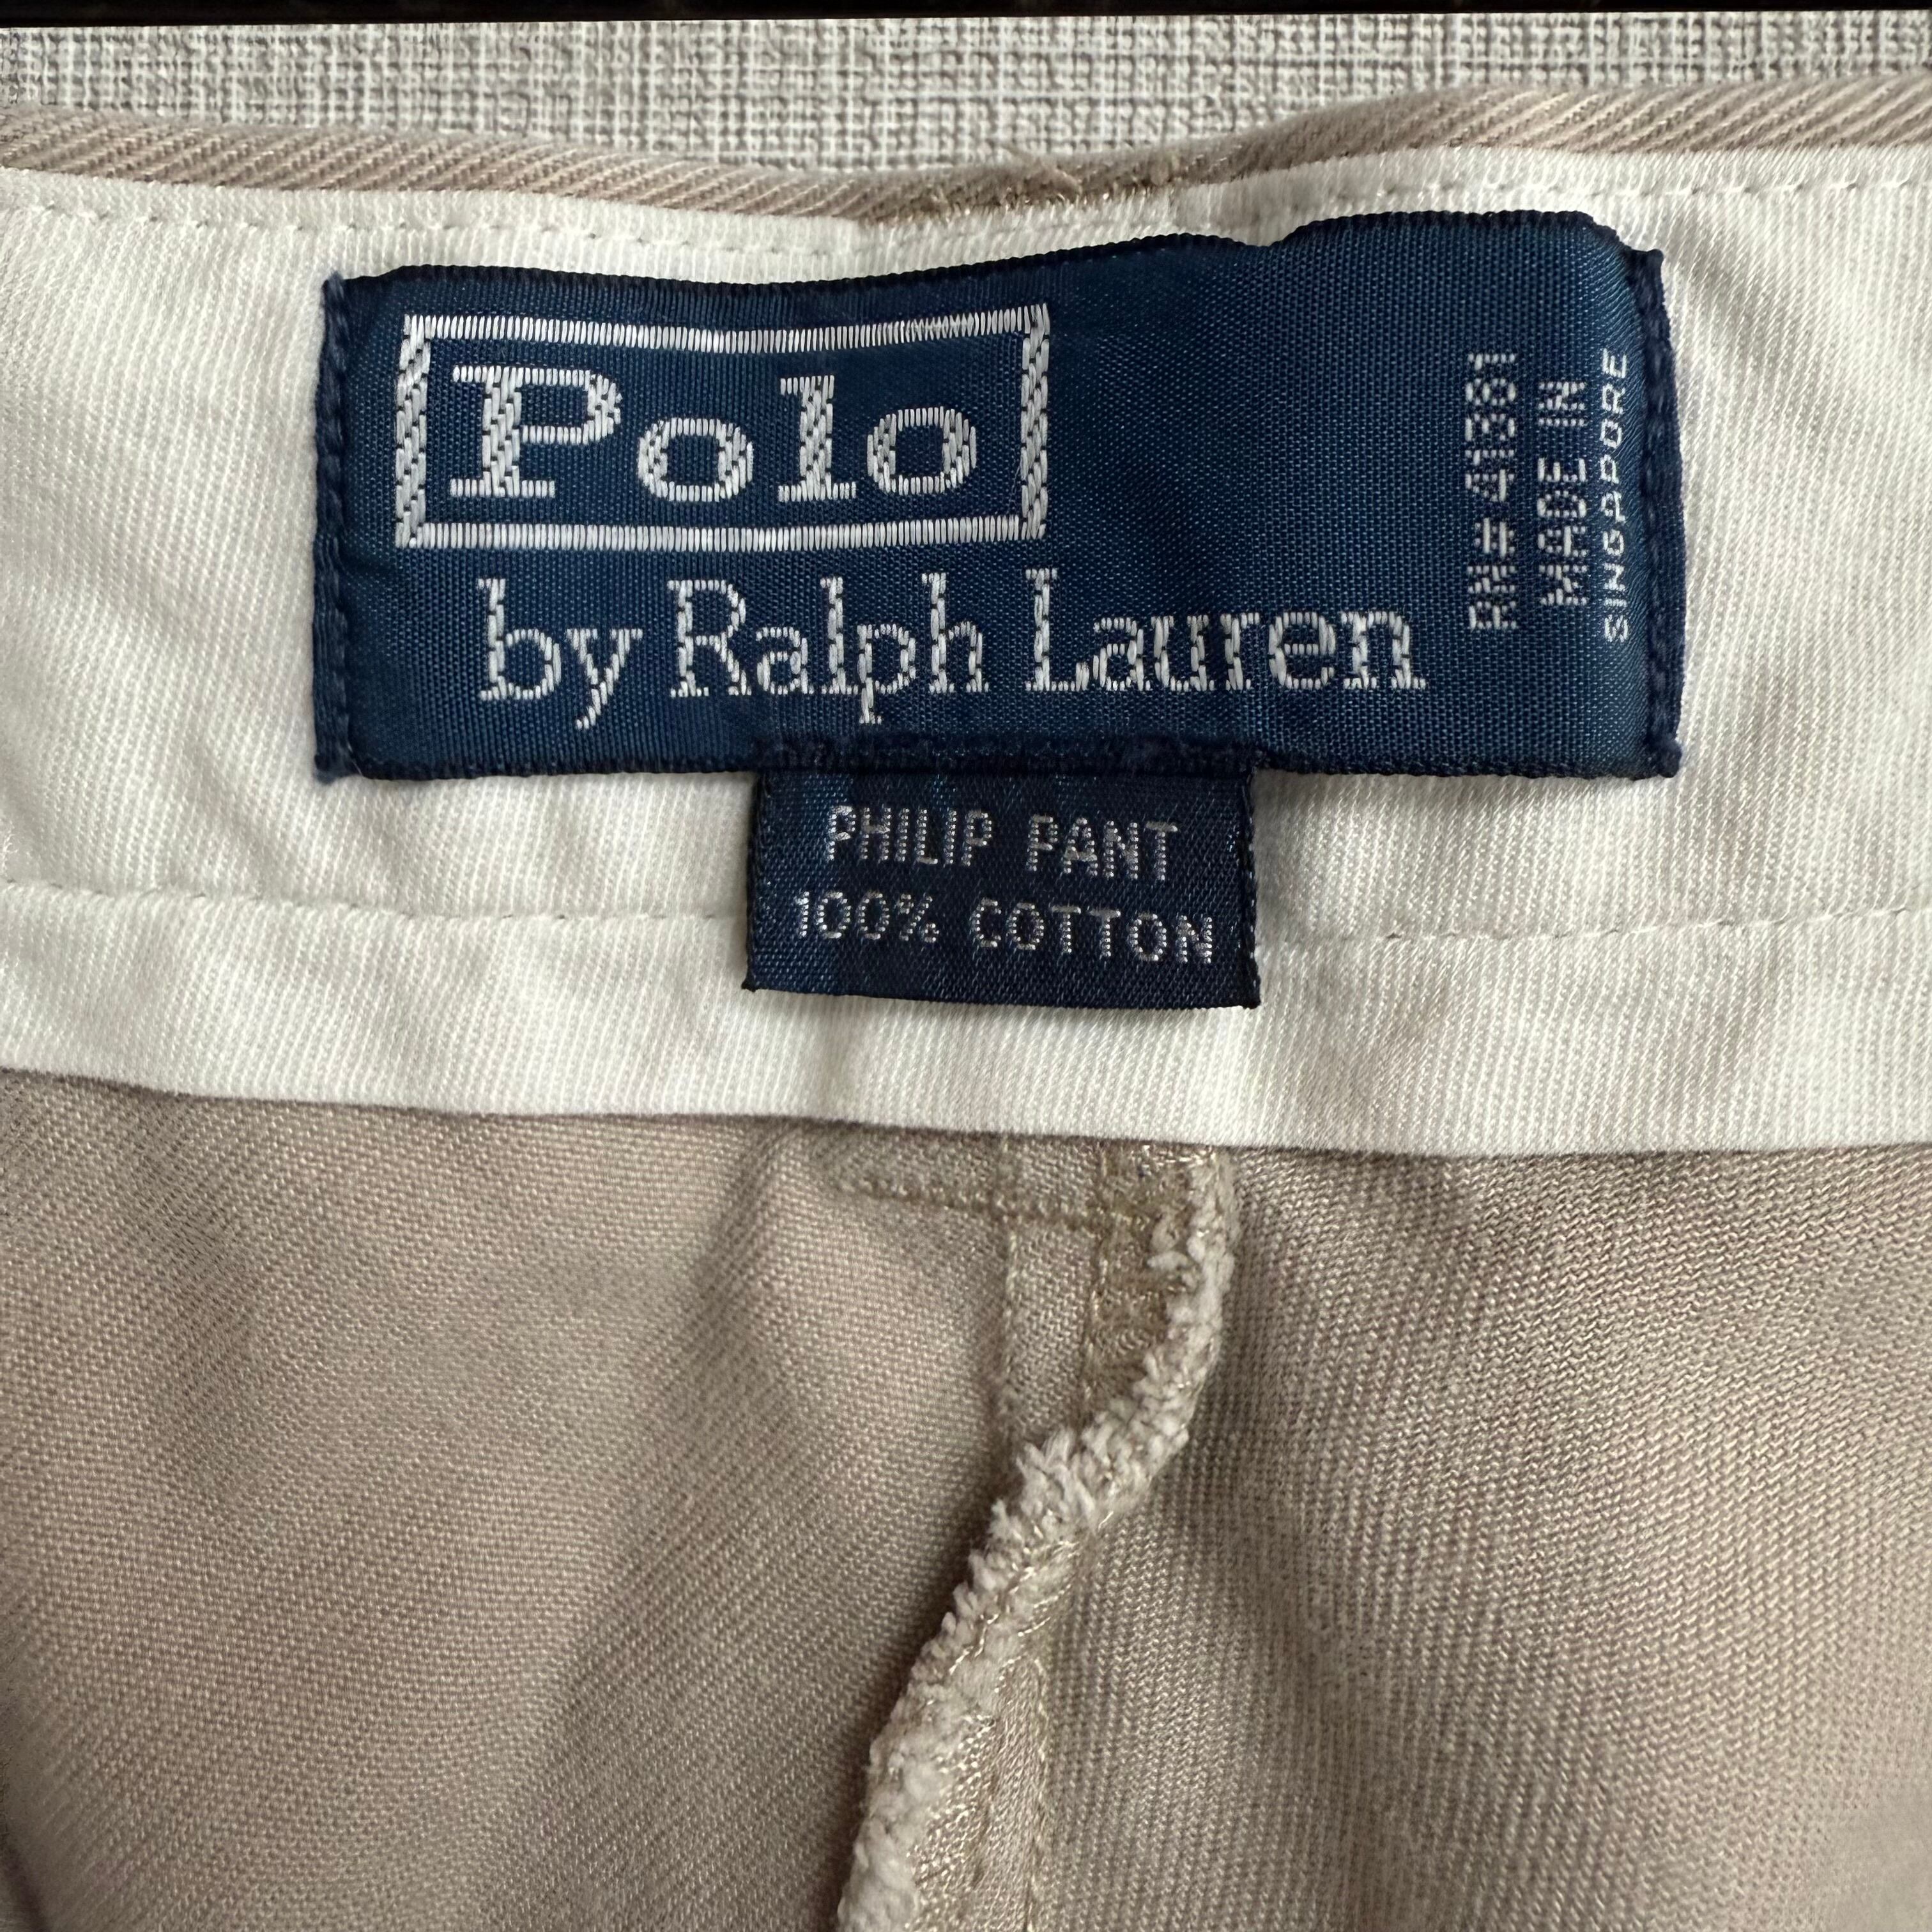 Polo
by Ralph Lauren
RN# 41381
MADE IN
SINGAPORE
PHILIP PANT
100% COTTON